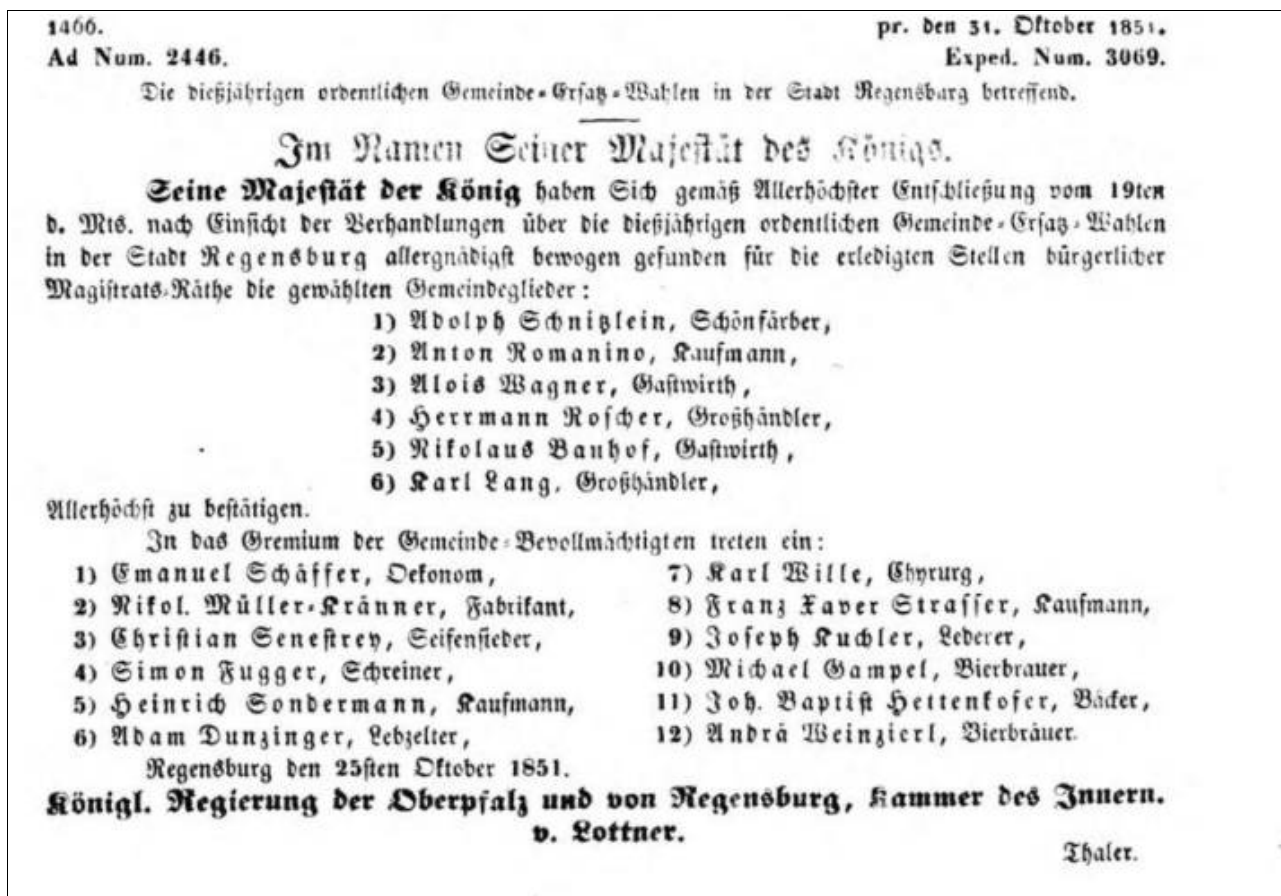 1466. pr. den 31. Oktober 1851.
Ad Num. 2446. Exped. Num. 3069.
Die dießjährigen ordentlichen Gemeinde-Ersatz-Wahlen in der Stadt Regensburg betreffend.
Im Namen Seiner Majestät des Königs.
Seine Majestät der König haben Sich gemäß Allerhöchster Entschließung vom 19ten
d. Mts. nach Einsicht der Verhandlungen über die dießjährigen ordentlichen Gemeinde-Ersatz-Wahlen
in der Stadt Regensburg allergnädigst bewogen gefunden für die erledigten Stellen bürgerlicher
Magistrats-Räthe die gewählten Gemeindeglieder:
1) Adolph Schnitzlein, Schönfärber,
2) Anton Romanino, Kaufmann,
3) Alois Wagner, Gastwirth,
4) Herrmann Roscher, Großhändler,
5) Nikolaus Bauhof, Gastwirth,
6) Karl Lang, Großhändler,
Allerhöchst zu bestätigen.
In das Gremium der Gemeinde-Bevollmächtigten treten ein:
1) Emanuel Schäffer, Oekonom,
2) Nikol. Müller-Kränner, Fabrikant,
3) Christian Senestrey, Seifensieder,
4) Simon Fugger, Schreiner,
5) Heinrich Sondermann, Kaufmann,
6) Adam Dunzinger, Lebzelter,
7) Karl Wille, Chyrurg,
8) Franz Xaver Strasser, Kaufmann,
9) Joseph Kuchler, Lederer,
10) Michael Gampel, Bierbrauer,
11) Joh. Baptist Hettenkofer, Bäcker,
12) Andrä Weinzierl, Bierbräuer.
Regensburg den 25sten Oktober 1851.
Königl. Regierung der Oberpfalz und von Regensburg, Kammer des Innern.
v. Lottner.
Thaler.